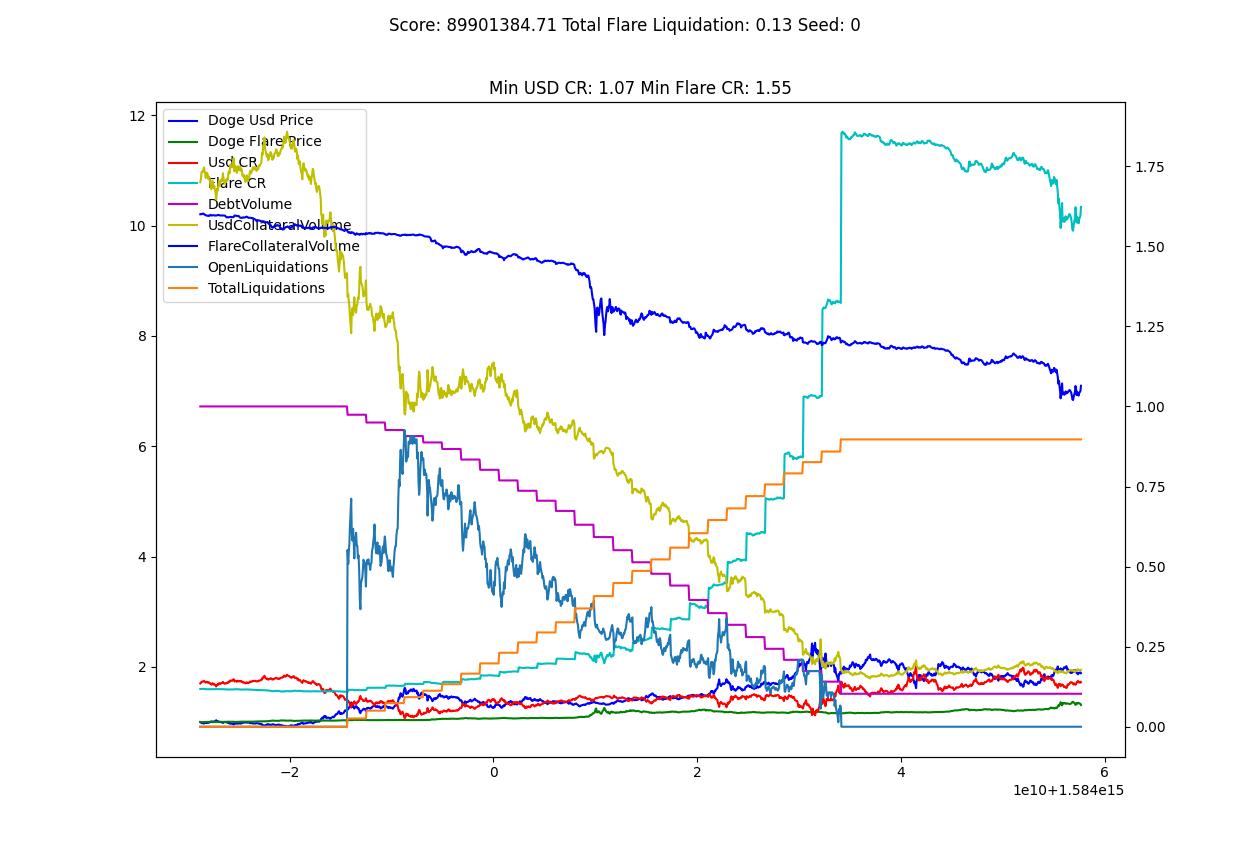 Score: 89901384.71 Total Flare Liquidation: 0.13 Seed: 0
Min USD CR: 1.07 Min Flare CR: 1.55
Doge Usd Price
Doge Flare Price
Usd CR
Flare CR
DebtVolume
UsdCollateralVolume
FlareCollateralVolume
OpenLiquidations
TotalLiquidations
12
10
8
6
4
2
1.75
1.50
1.25
1.00
0.75
0.50
0.25
0.00
−2
0
2
4
6
1e10+1.584e15